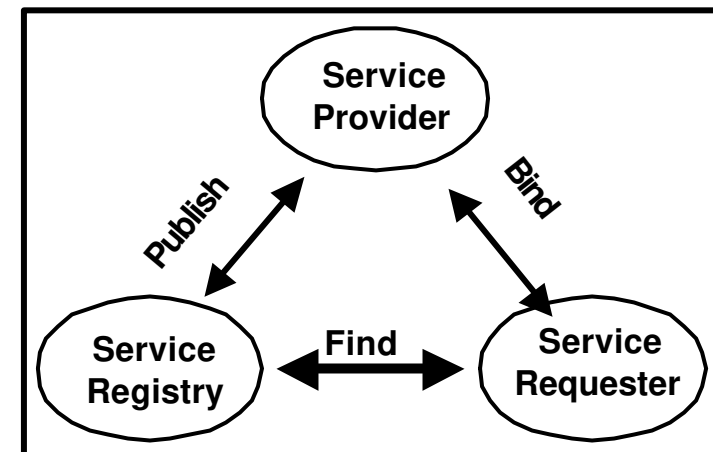 Service
Provider
Publish
Bind
Find
Service
Registry
Service
Requester